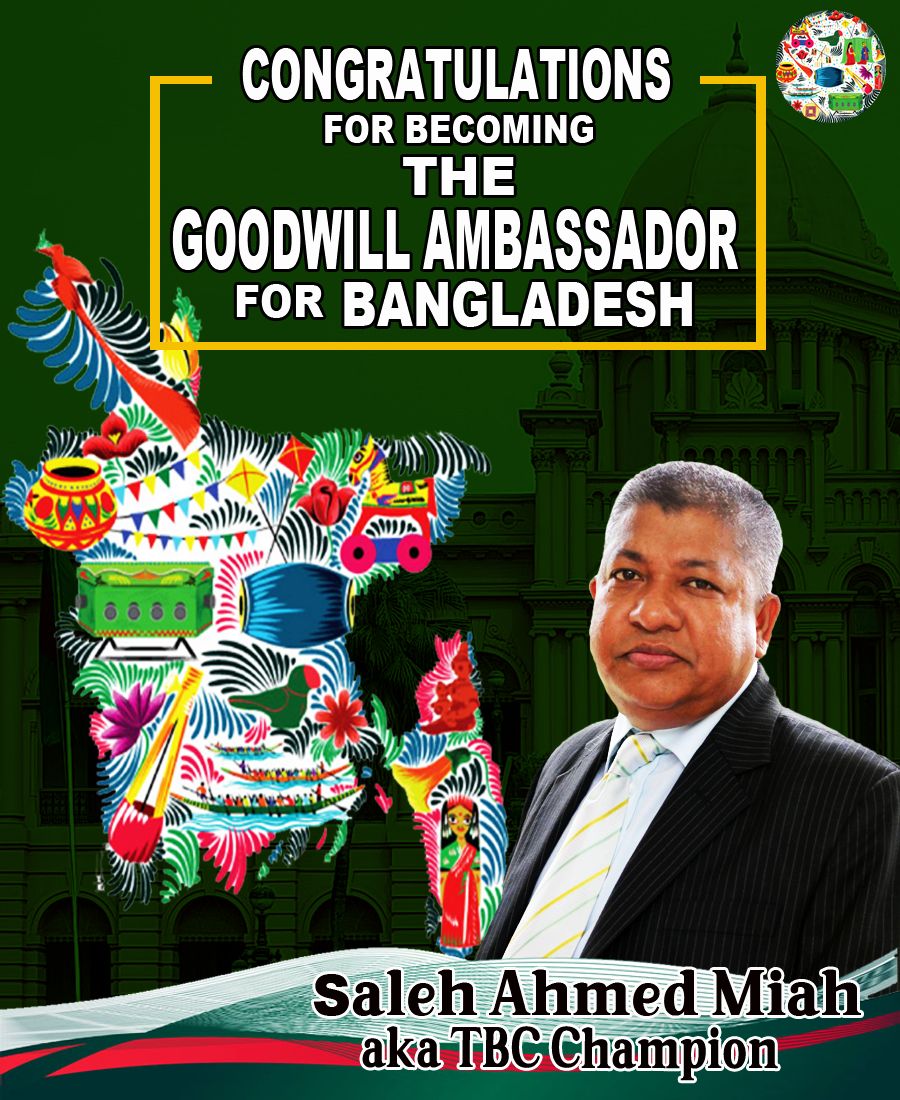 CONGRATULATIONS
FOR BECOMING
THE
GOODWILL AMBASSADOR
FOR BANGLADESH
Saleh Ahmed Miah
aka TBC Champion